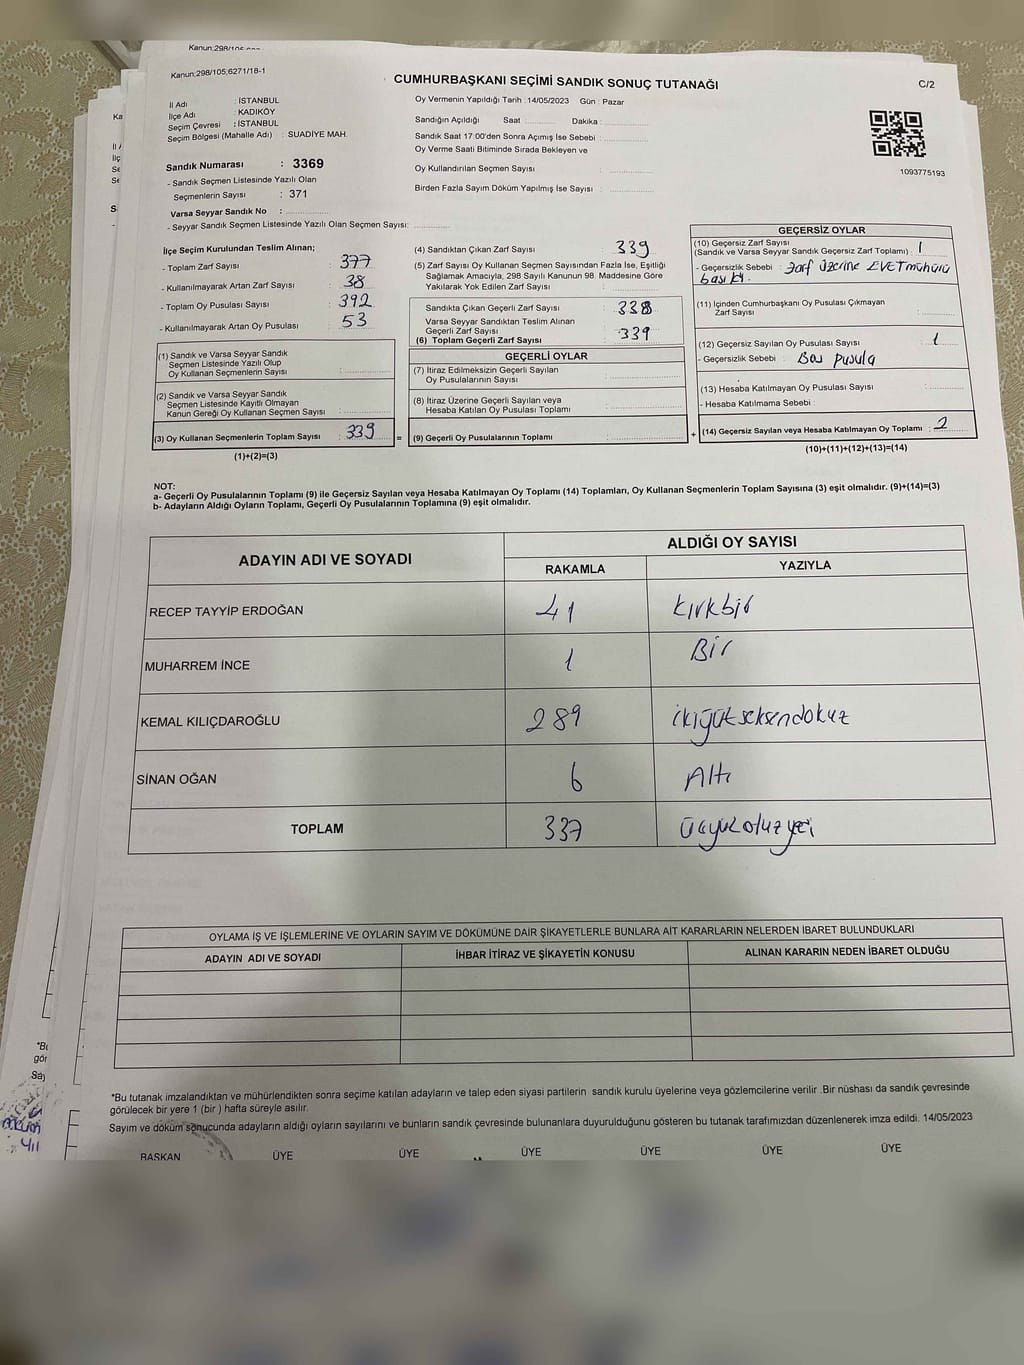 Kanun:298/105,6271/18-1
CUMHURBAŞKANI SEÇİMİ SANDIK SONUÇ TUTANAĞI
C/2
İl Adı : İSTANBUL
İlçe Adı : KADIKÖY
Seçim Çevresi : İSTANBUL
Seçim Bölgesi (Mahalle Adı) : SUADİYE MAH.
Sandık Numarası : 3369
- Sandık Seçmen Listesinde Yazılı Olan
Seçmenlerin Sayısı : 371
Varsa Seyyar Sandık No :
- Seyyar Sandık Seçmen Listesinde Yazılı Olan Seçmen Sayısı:
Oy Vermenin Yapıldığı Tarih :14/05/2023 Gün : Pazar
Sandığın Açıldığı Saat Dakika :
Sandık Saat 17:00'den Sonra Açımış İse Sebebi :
Oy Verme Saati Bitiminde Sırada Bekleyen ve
Oy Kullandırılan Seçmen Sayısı :
Birden Fazla Sayım Döküm Yapılmış İse Sayısı :
1093775193
İlçe Seçim Kurulundan Teslim Alınan;
- Toplam Zarf Sayısı : 377
- Kullanılmayarak Artan Zarf Sayısı : 38
- Toplam Oy Pusulası Sayısı : 392
- Kullanılmayarak Artan Oy Pusulası : 53
(1) Sandık ve Varsa Seyyar Sandık
Seçmen Listesinde Yazılı Olup
Oy Kullanan Seçmenlerin Sayısı :
(2) Sandık ve Varsa Seyyar Sandık
Seçmen Listesinde Kayıtlı Olmayan
Kanun Gereği Oy Kullanan Seçmen Sayısı :
(3) Oy Kullanan Seçmenlerin Toplam Sayısı : 339
(1)+(2)=(3)
(4) Sandıktan Çıkan Zarf Sayısı : 339
(5) Zarf Sayısı Oy Kullanan Seçmen Sayısından Fazla İse, Eşitliği
Sağlamak Amacıyla, 298 Sayılı Kanunun 98. Maddesine Göre
Yakılarak Yok Edilen Zarf Sayısı :
Sandıkta Çıkan Geçerli Zarf Sayısı : 338
Varsa Seyyar Sandıktan Teslim Alınan
Geçerli Zarf Sayısı :
(6) Toplam Geçerli Zarf Sayısı : 339
GEÇERLİ OYLAR
(7) İtiraz Edilmeksizin Geçerli Sayılan
Oy Pusulalarının Sayısı :
(8) İtiraz Üzerine Geçerli Sayılan veya
Hesaba Katılan Oy Pusulası Toplamı :
= (9) Geçerli Oy Pusulalarının Toplamı :
GEÇERSİZ OYLAR
(10) Geçersiz Zarf Sayısı
(Sandık ve Varsa Seyyar Sandık Geçersiz Zarf Toplamı) : 1
- Geçersizlik Sebebi : Zarf üzerine EVET mühürü
basıktı.
(11) İçinden Cumhurbaşkanı Oy Pusulası Çıkmayan
Zarf Sayısı :
(12) Geçersiz Sayılan Oy Pusulası Sayısı : 1
- Geçersizlik Sebebi : Boş pusula
(13) Hesaba Katılmayan Oy Pusulası Sayısı :
- Hesaba Katılmama Sebebi :
+ (14) Geçersiz Sayılan veya Hesaba Katılmayan Oy Toplamı : 2
(10)+(11)+(12)+(13)=(14)
NOT:
a- Geçerli Oy Pusulalarının Toplamı (9) ile Geçersiz Sayılan veya Hesaba Katılmayan Oy Toplamı (14) Toplamları, Oy Kullanan Seçmenlerin Toplam Sayısına (3) eşit olmalıdır. (9)+(14)=(3)
b- Adayların Aldığı Oyların Toplamı, Geçerli Oy Pusulalarının Toplamına (9) eşit olmalıdır.
ADAYIN ADI VE SOYADI
ALDIĞI OY SAYISI
RAKAMLA YAZIYLA
RECEP TAYYİP ERDOĞAN 41 Kırkbir
MUHARREM İNCE 1 Bir
KEMAL KILIÇDAROĞLU 289 ikiyüzseksendokuz
SİNAN OĞAN 6 Altı
TOPLAM 337 Üçyüzotuzyedi
OYLAMA İŞ VE İŞLEMLERİNE VE OYLARIN SAYIM VE DÖKÜMÜNE DAİR ŞİKAYETLERLE BUNLARA AİT KARARLARIN NELERDEN İBARET BULUNDUKLARI
ADAYIN ADI VE SOYADI İHBAR İTİRAZ VE ŞİKAYETİN KONUSU ALINAN KARARIN NEDEN İBARET OLDUĞU
*Bu tutanak imzalandıktan ve mühürlendikten sonra seçime katılan adayların ve talep eden siyasi partilerin sandık kurulu üyelerine veya gözlemcilerine verilir .Bir nüshası da sandık çevresinde
görülecek bir yere 1 (bir ) hafta süreyle asılır.
Sayım ve döküm sonucunda adayların aldığı oyların sayılarını ve bunların sandık çevresinde bulunanlara duyurulduğunu gösteren bu tutanak tarafımızdan düzenlenerek imza edildi. 14/05/2023
BAŞKAN ÜYE ÜYE ÜYE ÜYE ÜYE ÜYE